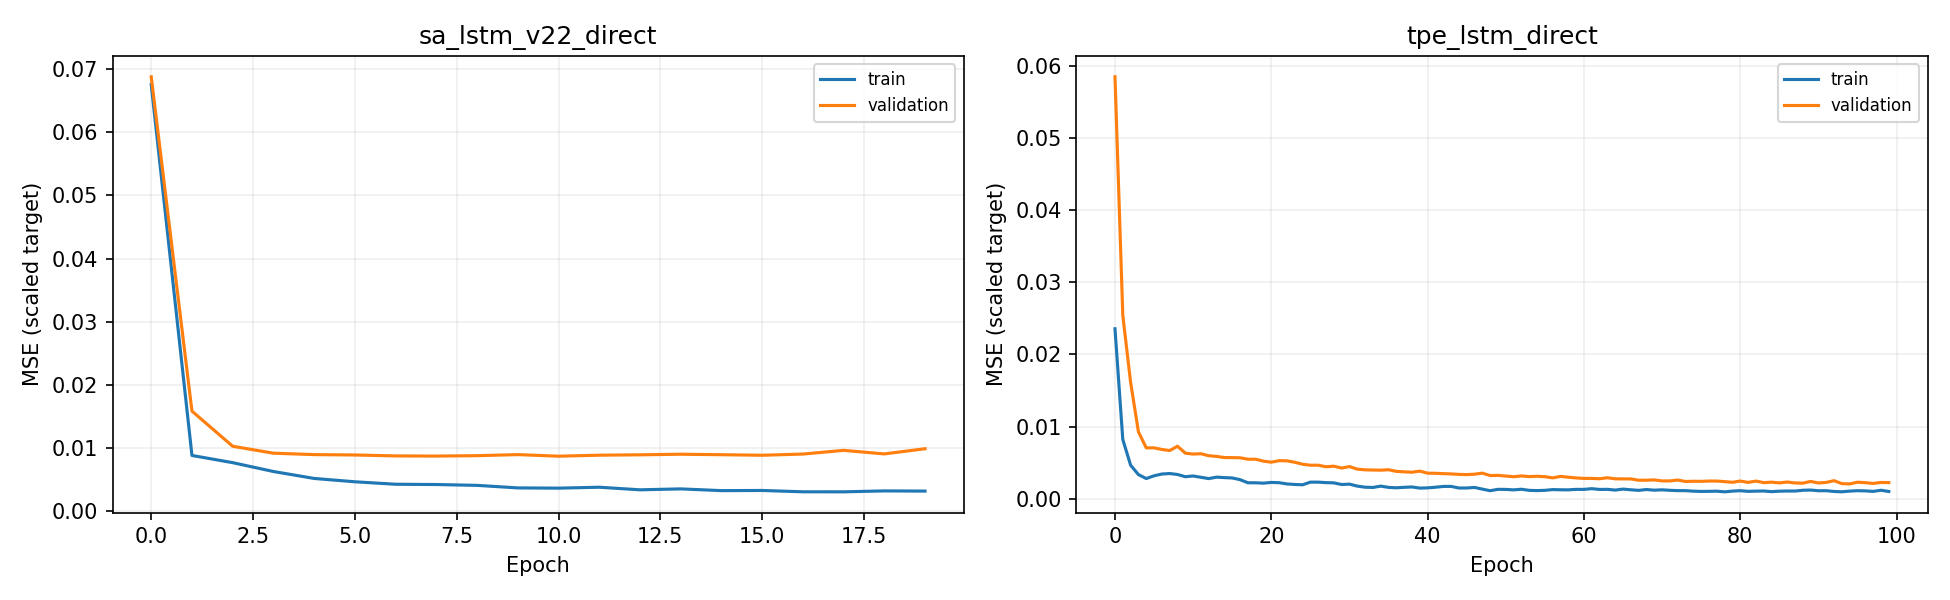 sa_lstm_v22_direct
train
validation
MSE (scaled target)
0.07
0.06
0.05
0.04
0.03
0.02
0.01
0.00
0.0 2.5 5.0 7.5 10.0 12.5 15.0 17.5
Epoch
tpe_lstm_direct
train
validation
MSE (scaled target)
0.06
0.05
0.04
0.03
0.02
0.01
0.00
0 20 40 60 80 100
Epoch